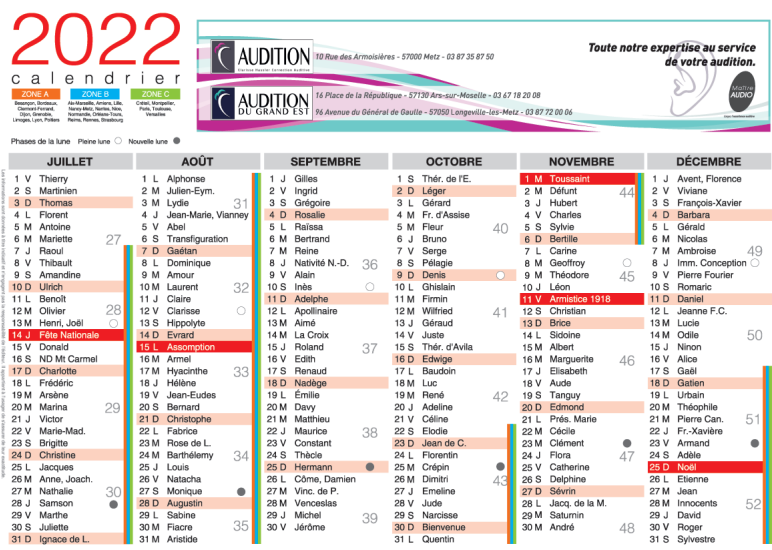 2022
calendrier
ZONE A
Besançon, Bordeaux,
Clermont-Ferrand,
Dijon, Grenoble,
Limoges, Lyon, Poitiers
ZONE B
Aix-Marseille, Amiens, Lille,
Nancy-Metz, Nantes, Nice,
Normandie, Orléans-Tours,
Reims, Rennes, Strasbourg
ZONE C
Créteil, Montpellier,
Paris, Toulouse,
Versailles
AUDITION
10 Rue des Armoisières - 57000 Metz - 03 87 35 87 50
AUDITION
DU GRAND EST
16 Place de la République - 57130 Ars-sur-Moselle - 03 67 18 20 08
96 Avenue du Général de Gaulle - 57050 Longeville-les-Metz - 03 87 72 00 06
Toute notre expertise au service
de votre audition.
Maître
AUDIO
Phases de la lune Pleine lune Nouvelle lune
JUILLET
1 V Thierry
2 S Martinien
3 D Thomas
4 L Florent
5 M Antoine
6 M Mariette 27
7 J Raoul
8 V Thibault
9 S Amandine
10 D Ulrich
11 L Benoît
12 M Olivier 28
13 M Henri, Joël
14 J Fête Nationale
15 V Donald
16 S ND Mt Carmel
17 D Charlotte
18 L Frédéric
19 M Arsène
20 M Marina 29
21 J Victor
22 V Marie-Mad.
23 S Brigitte
24 D Christine
25 L Jacques
26 M Anne, Joach.
27 M Nathalie 30
28 J Samson
29 V Marthe
30 S Juliette
31 D Ignace de L.
AOÛT
1 L Alphonse
2 M Julien-Eym.
3 M Lydie 31
4 J Jean-Marie, Vianney
5 V Abel
6 S Transfiguration
7 D Gaétan
8 L Dominique
9 M Amour
10 M Laurent 32
11 J Claire
12 V Clarisse
13 S Hippolyte
14 D Evrard
15 L Assomption
16 M Armel
17 M Hyacinthe 33
18 J Hélène
19 V Jean-Eudes
20 S Bernard
21 D Christophe
22 L Fabrice
23 M Rose de L.
24 M Barthélemy 34
25 J Louis
26 V Natacha
27 S Monique
28 D Augustin
29 L Sabine
30 M Fiacre 35
31 M Aristide
SEPTEMBRE
1 J Gilles
2 V Ingrid
3 S Grégoire
4 D Rosalie
5 L Raïssa
6 M Bertrand
7 M Reine
8 J Nativité N.-D. 36
9 V Alain
10 S Inès
11 D Adelphe
12 L Apollinaire
13 M Aimé
14 M La Croix
15 J Roland 37
16 V Edith
17 S Renaud
18 D Nadège
19 L Émilie
20 M Davy
21 M Matthieu
22 J Maurice 38
23 V Constant
24 S Thècle
25 D Hermann
26 L Côme, Damien
27 M Vinc. de P.
28 M Venceslas
29 J Michel 39
30 V Jérôme
OCTOBRE
1 S Thér. de l'E.
2 D Léger
3 L Gérard
4 M Fr. d'Assise
5 M Fleur 40
6 J Bruno
7 V Serge
8 S Pélagie
9 D Denis
10 L Ghislain
11 M Firmin
12 M Wilfried 41
13 J Géraud
14 V Juste
15 S Thér. d'Avila
16 D Edwige
17 L Baudoin
18 M Luc
19 M René 42
20 J Adeline
21 V Céline
22 S Elodie
23 D Jean de C.
24 L Florentin
25 M Crépin
26 M Dimitri 43
27 J Emeline
28 V Jude
29 S Narcisse
30 D Bienvenue
31 L Quentin
NOVEMBRE
1 M Toussaint
2 M Défunt 44
3 J Hubert
4 V Charles
5 S Sylvie
6 D Bertille
7 L Carine
8 M Geoffroy
9 M Théodore 45
10 J Léon
11 V Armistice 1918
12 S Christian
13 D Brice
14 L Sidoine
15 M Albert
16 M Marguerite 46
17 J Elisabeth
18 V Aude
19 S Tanguy
20 D Edmond
21 L Prés. Marie
22 M Cécile
23 M Clément
24 J Flora 47
25 V Catherine
26 S Delphine
27 D Sévrin
28 L Jacq. de la M.
29 M Saturnin
30 M André 48
DÉCEMBRE
1 J Avent, Florence
2 V Viviane
3 S François-Xavier
4 D Barbara
5 L Gérald
6 M Nicolas
7 M Ambroise 49
8 J Imm. Conception
9 V Pierre Fourier
10 S Romaric
11 D Daniel
12 L Jeanne F.C.
13 M Lucie
14 M Odile 50
15 J Ninon
16 V Alice
17 S Gaël
18 D Gatien
19 L Urbain
20 M Théophile
21 M Pierre Can. 51
22 J Fr.-Xavière
23 V Armand
24 S Adèle
25 D Noël
26 L Etienne
27 M Jean
28 M Innocents 52
29 J David
30 V Roger
31 S Sylvestre